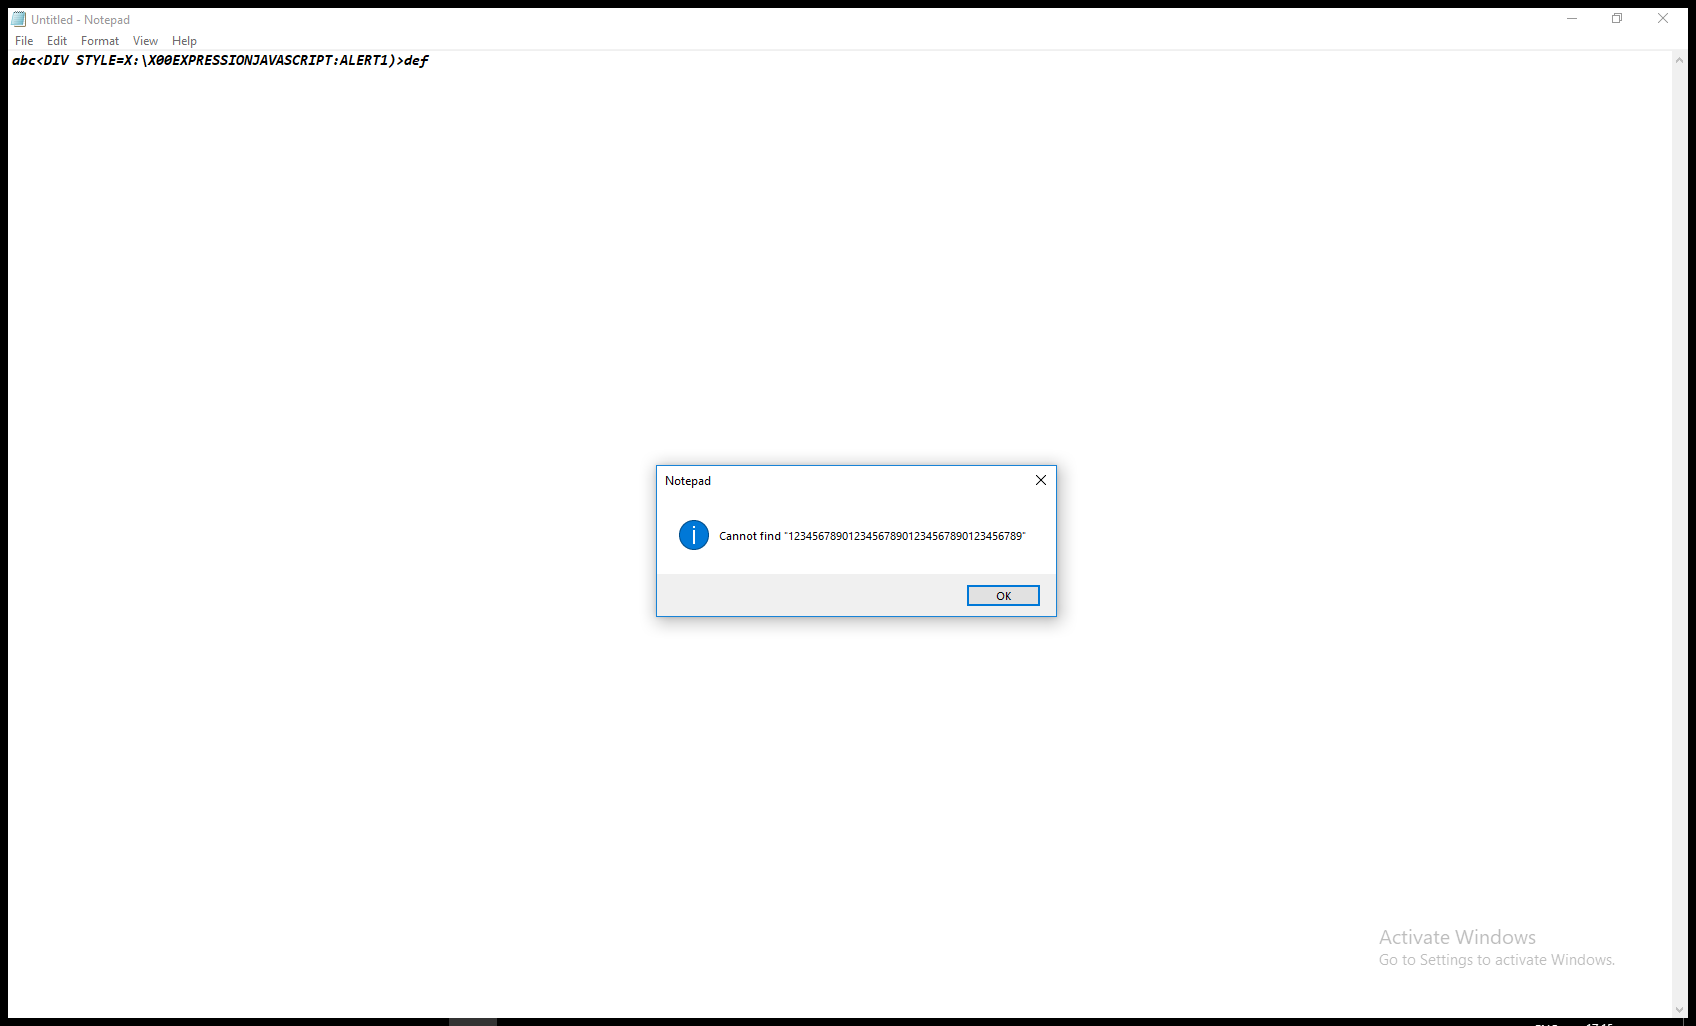 Untitled - Notepad
File Edit Format View Help
abc<DIV STYLE=X:\X00EXPRESSIONJAVASCRIPT:ALERT1)>def
Notepad
Cannot find "123456789012345678901234567890123456789"
OK
Activate Windows
Go to Settings to activate Windows.